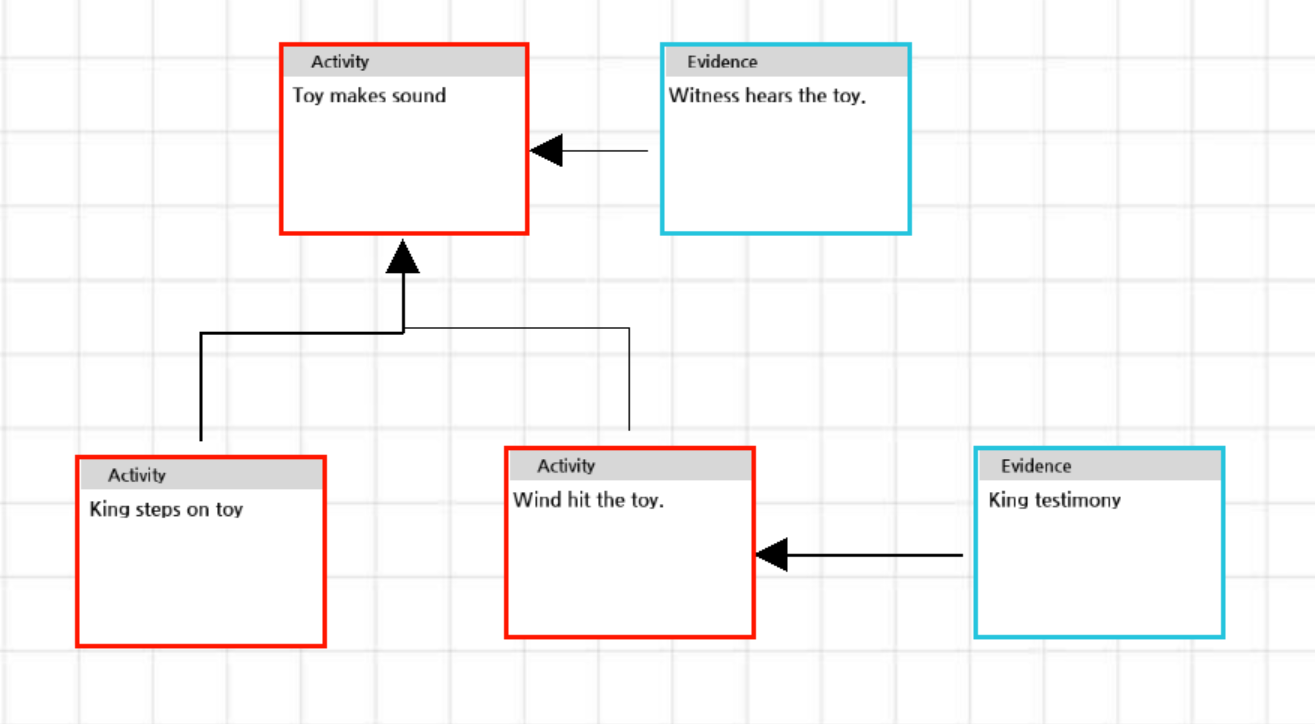 Activity
Toy makes sound
Evidence
Witness hears the toy.
Activity
King steps on toy
Activity
Wind hit the toy.
Evidence
King testimony